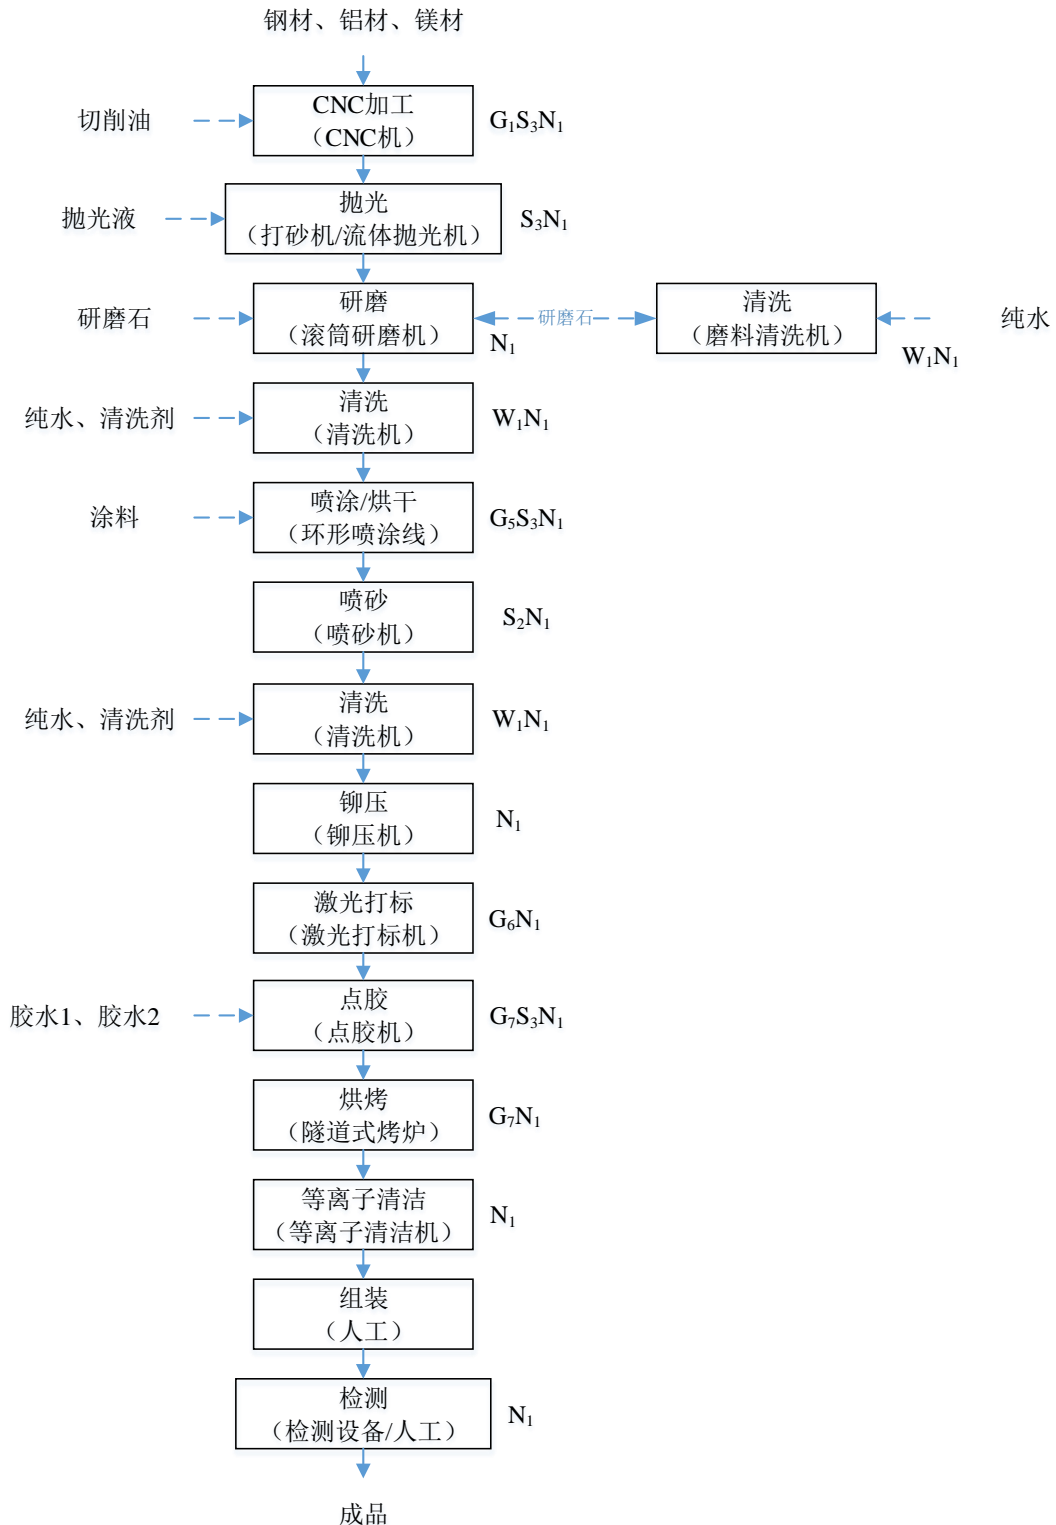 钢材、铝材、镁材
CNC加工
（CNC机）
切削油
G₁S₃N₁
抛光
（打砂机/流体抛光机）
抛光液
S₃N₁
研磨
（滚筒研磨机）
研磨石
N₁
研磨石
清洗
（磨料清洗机）
纯水
W₁N₁
清洗
（清洗机）
纯水、清洗剂
W₁N₁
喷涂/烘干
（环形喷涂线）
涂料
G₅S₃N₁
喷砂
（喷砂机）
S₂N₁
清洗
（清洗机）
纯水、清洗剂
W₁N₁
铆压
（铆压机）
N₁
激光打标
（激光打标机）
G₆N₁
点胶
（点胶机）
胶水1、胶水2
G₇S₃N₁
烘烤
（隧道式烤炉）
G₇N₁
等离子清洁
（等离子清洁机）
N₁
组装
（人工）
检测
（检测设备/人工）
N₁
成品